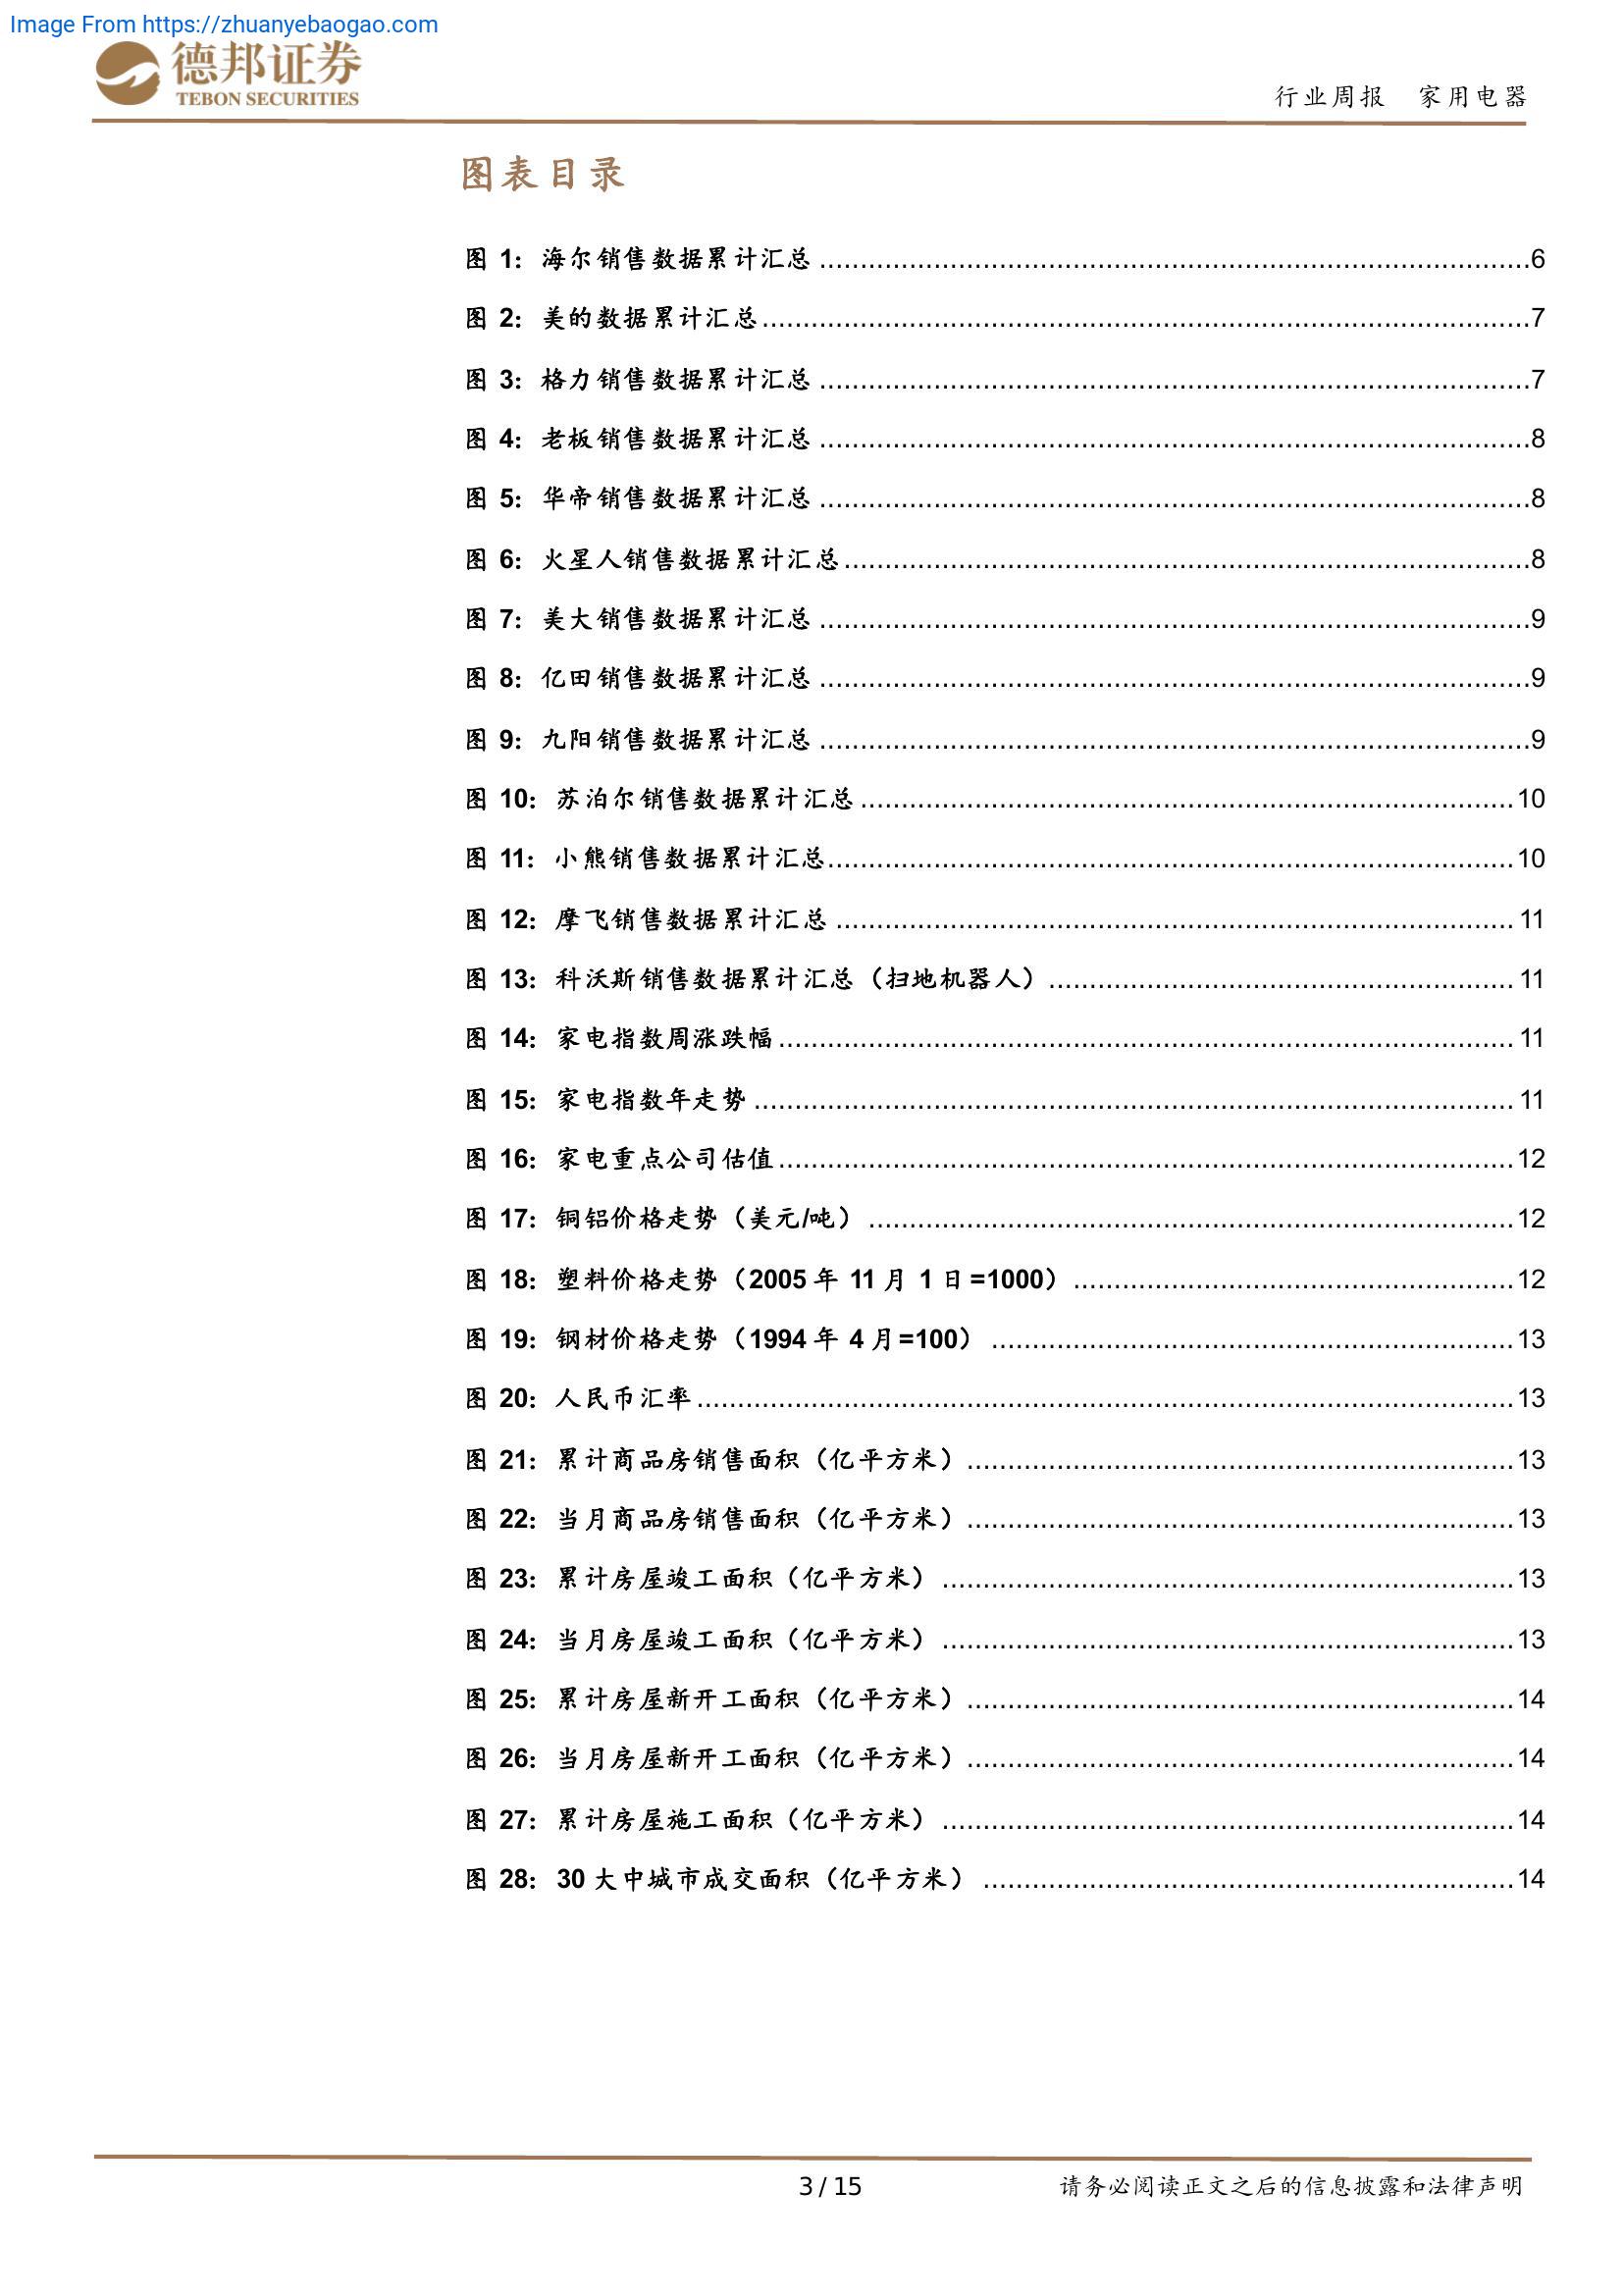 Image From https://zhuanyebaogao.com
德邦证券
TEBON SECURITIES
行业周报 家用电器
图表目录
图 1：海尔销售数据累计汇总 ................................................................ 6
图 2：美的数据累计汇总 ................................................................ 7
图 3：格力销售数据累计汇总 ................................................................ 7
图 4：老板销售数据累计汇总 ................................................................ 8
图 5：华帝销售数据累计汇总 ................................................................ 8
图 6：火星人销售数据累计汇总 ................................................................ 8
图 7：美大销售数据累计汇总 ................................................................ 9
图 8：亿田销售数据累计汇总 ................................................................ 9
图 9：九阳销售数据累计汇总 ................................................................ 9
图 10：苏泊尔销售数据累计汇总 ................................................................ 10
图 11：小熊销售数据累计汇总 ................................................................ 10
图 12：摩飞销售数据累计汇总 ................................................................ 11
图 13：科沃斯销售数据累计汇总（扫地机器人） ................................................................ 11
图 14：家电指数周涨跌幅 ................................................................ 11
图 15：家电指数年走势 ................................................................ 11
图 16：家电重点公司估值 ................................................................ 12
图 17：铜铝价格走势（美元/吨） ................................................................ 12
图 18：塑料价格走势（2005 年 11 月 1 日=1000） ................................................................ 12
图 19：钢材价格走势（1994 年 4 月=100） ................................................................ 13
图 20：人民币汇率 ................................................................ 13
图 21：累计商品房销售面积（亿平方米） ................................................................ 13
图 22：当月商品房销售面积（亿平方米） ................................................................ 13
图 23：累计房屋竣工面积（亿平方米） ................................................................ 13
图 24：当月房屋竣工面积（亿平方米） ................................................................ 13
图 25：累计房屋新开工面积（亿平方米） ................................................................ 14
图 26：当月房屋新开工面积（亿平方米） ................................................................ 14
图 27：累计房屋施工面积（亿平方米） ................................................................ 14
图 28：30 大中城市成交面积（亿平方米） ................................................................ 14
3 / 15
请务必阅读正文之后的信息披露和法律声明